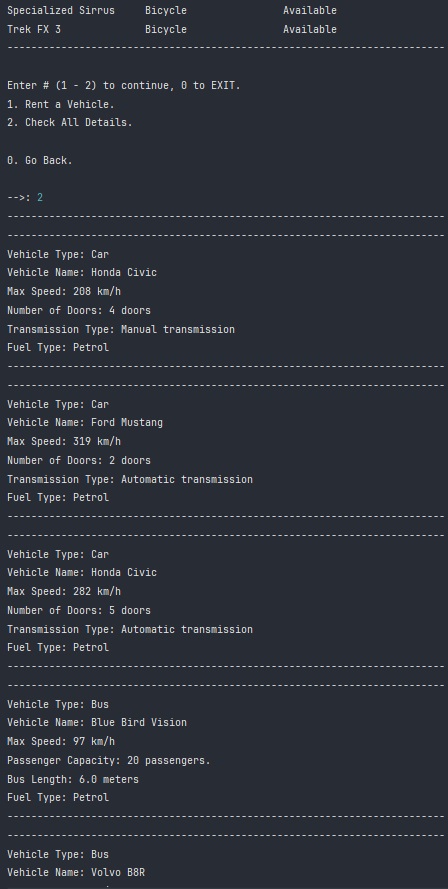 Specialized Sirrus     Bicycle                Available
Trek FX 3              Bicycle                Available
-------------------------------------------------------------------------
Enter # (1 - 2) to continue, 0 to EXIT.
1. Rent a Vehicle.
2. Check All Details.
0. Go Back.
-->: 2
-------------------------------------------------------------------------
-------------------------------------------------------------------------
Vehicle Type: Car
Vehicle Name: Honda Civic
Max Speed: 208 km/h
Number of Doors: 4 doors
Transmission Type: Manual transmission
Fuel Type: Petrol
-------------------------------------------------------------------------
-------------------------------------------------------------------------
Vehicle Type: Car
Vehicle Name: Ford Mustang
Max Speed: 319 km/h
Number of Doors: 2 doors
Transmission Type: Automatic transmission
Fuel Type: Petrol
-------------------------------------------------------------------------
-------------------------------------------------------------------------
Vehicle Type: Car
Vehicle Name: Honda Civic
Max Speed: 282 km/h
Number of Doors: 5 doors
Transmission Type: Automatic transmission
Fuel Type: Petrol
-------------------------------------------------------------------------
-------------------------------------------------------------------------
Vehicle Type: Bus
Vehicle Name: Blue Bird Vision
Max Speed: 97 km/h
Passenger Capacity: 20 passengers.
Bus Length: 6.0 meters
Fuel Type: Petrol
-------------------------------------------------------------------------
-------------------------------------------------------------------------
Vehicle Type: Bus
Vehicle Name: Volvo B8R